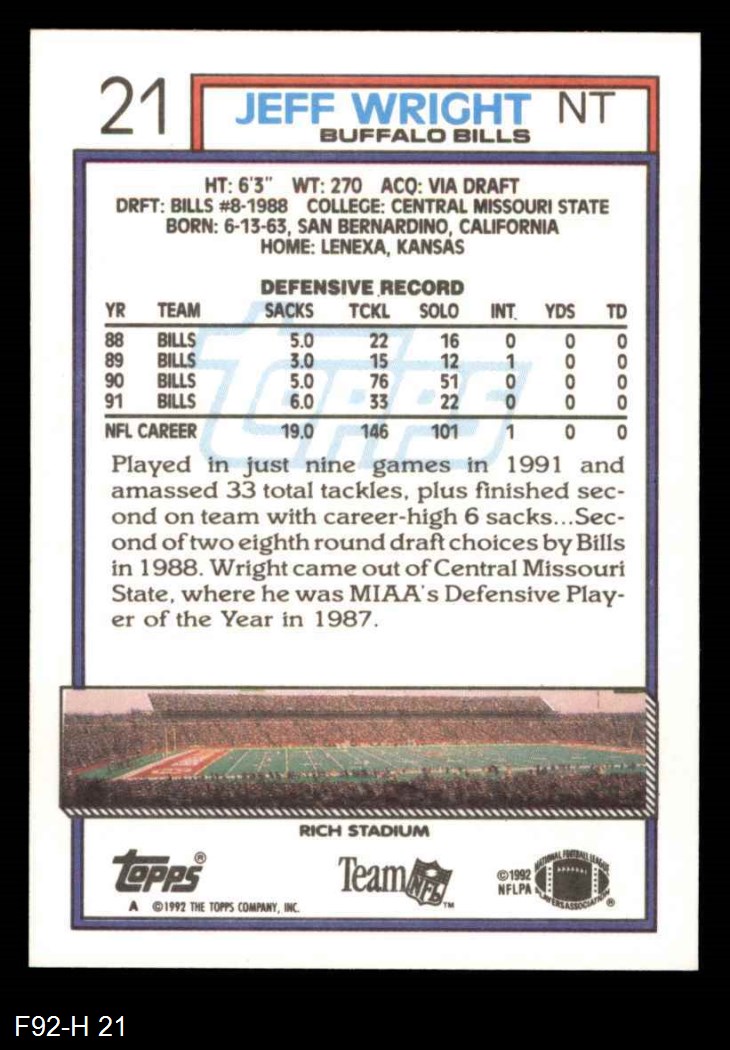 21 JEFF WRIGHT NT
BUFFALO BILLS
HT: 6'3" WT: 270 ACQ: VIA DRAFT
DRFT: BILLS #8-1988 COLLEGE: CENTRAL MISSOURI STATE
BORN: 6-13-63, SAN BERNARDINO, CALIFORNIA
HOME: LENEXA, KANSAS
DEFENSIVE RECORD
YR TEAM SACKS TCKL SOLO INT. YDS TD
88 BILLS 5.0 22 16 0 0 0
89 BILLS 3.0 15 12 1 0 0
90 BILLS 5.0 76 51 0 0 0
91 BILLS 6.0 33 22 0 0 0
NFL CAREER 19.0 146 101 1 0 0
TOPPS
Played in just nine games in 1991 and
amassed 33 total tackles, plus finished sec-
ond on team with career-high 6 sacks...Sec-
ond of two eighth round draft choices by Bills
in 1988. Wright came out of Central Missouri
State, where he was MIAA's Defensive Play-
er of the Year in 1987.
RICH STADIUM
Topps®
Team NFL™
©1992
NFLPA
NATIONAL FOOTBALL LEAGUE
PLAYERS ASSOCIATION ®
A ©1992 THE TOPPS COMPANY, INC.
F92-H 21